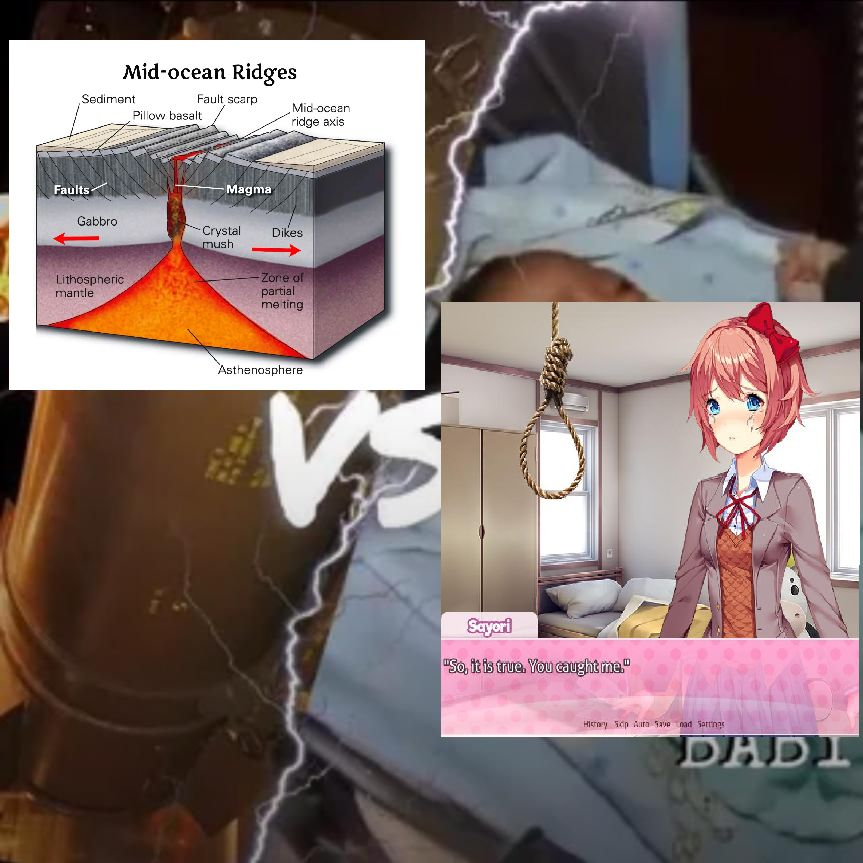 Mid-ocean Ridges
Sediment
Fault scarp
Pillow basalt
Mid-ocean
ridge axis
Faults
Magma
Gabbro
Crystal
mush
Dikes
Lithospheric
mantle
Zone of
partial
melting
Asthenosphere
VS
Sayori
"So, it is true. You caught me."
History Skip Auto Save Load Settings
BABY